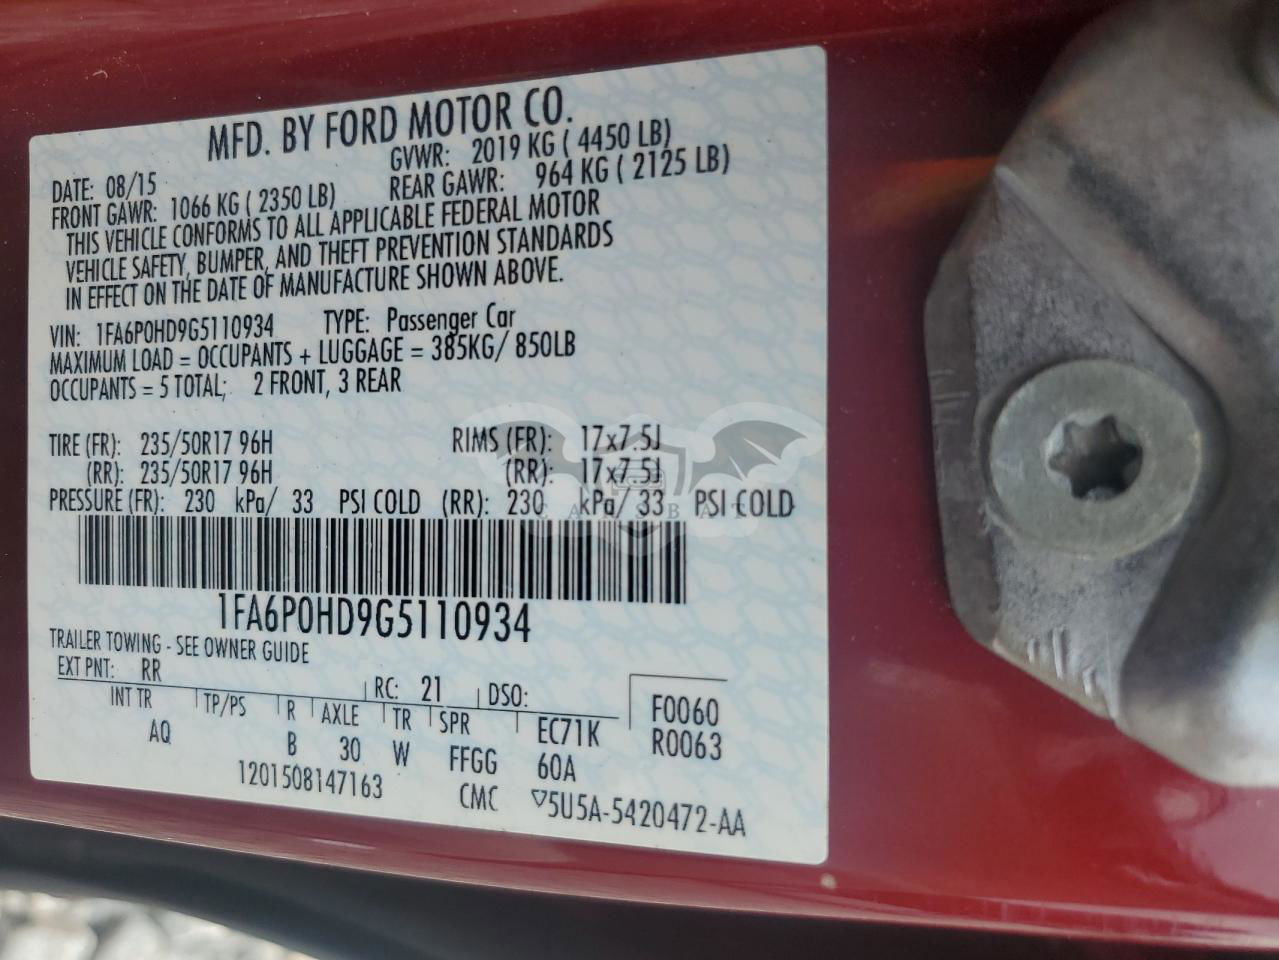 MFD. BY FORD MOTOR CO.
DATE: 08/15 GVWR: 2019 KG ( 4450 LB)
FRONT GAWR: 1066 KG ( 2350 LB) REAR GAWR: 964 KG ( 2125 LB)
THIS VEHICLE CONFORMS TO ALL APPLICABLE FEDERAL MOTOR
VEHICLE SAFETY, BUMPER, AND THEFT PREVENTION STANDARDS
IN EFFECT ON THE DATE OF MANUFACTURE SHOWN ABOVE.
VIN: 1FA6P0HD9G5110934 TYPE: Passenger Car
MAXIMUM LOAD = OCCUPANTS + LUGGAGE = 385KG/ 850LB
OCCUPANTS = 5 TOTAL; 2 FRONT, 3 REAR
TIRE (FR): 235/50R17 96H RIMS (FR): 17x7.5J
(RR): 235/50R17 96H (RR): 17x7.5J
PRESSURE (FR): 230 kPa/ 33 PSI COLD (RR): 230 kPa/ 33 PSI COLD
CARSBAT
1FA6P0HD9G5110934
TRAILER TOWING - SEE OWNER GUIDE
EXT PNT: RR RC: 21 DSO:
INT TR TP/PS R AXLE TR SPR EC71K F0060
AQ B 30 W FFGG 60A R0063
1201508147163 CMC ▽5U5A-5420472-AA